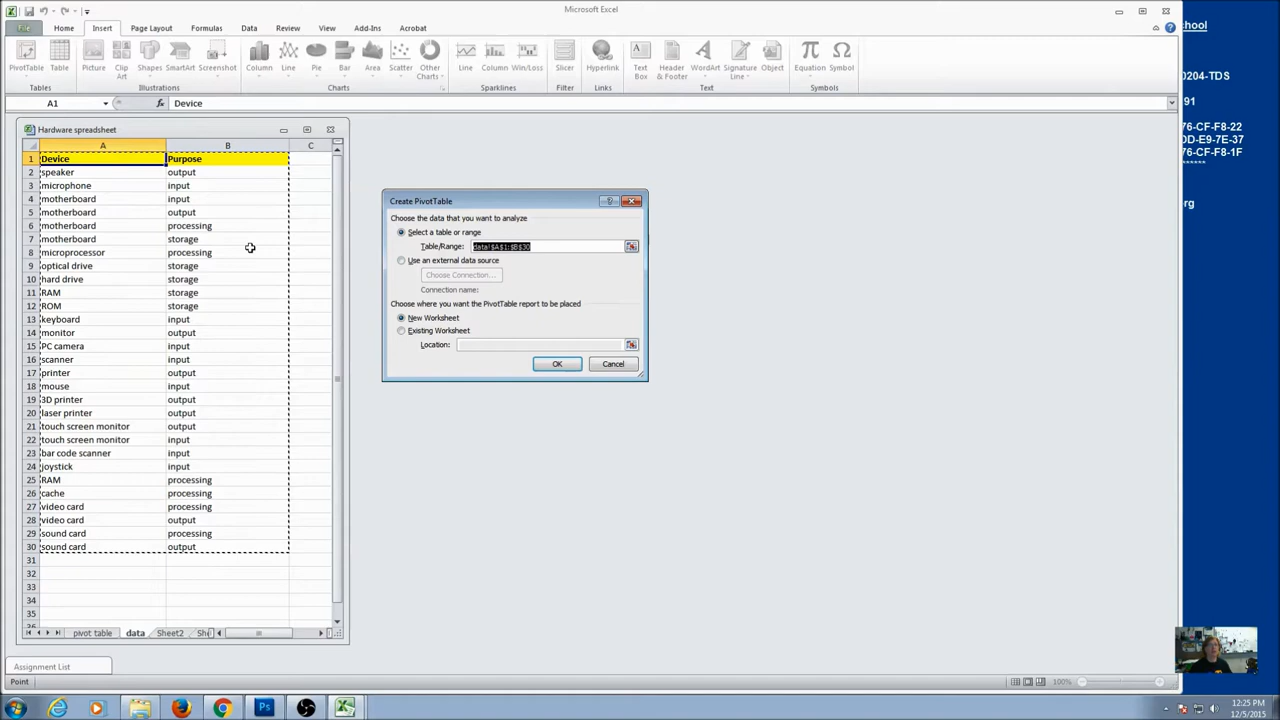 Microsoft Excel
File Home Insert Page Layout Formulas Data Review View Add-Ins Acrobat
PivotTable Table Picture Clip Art Shapes SmartArt Screenshot Column Line Pie Bar Area Scatter Other Charts Line Column Win/Loss Slicer Hyperlink Text Box Header & Footer WordArt Signature Line Object Equation Symbol
Tables Illustrations Charts Sparklines Filter Links Text Symbols
A1 fx Device
Hardware spreadsheet
A B C
1 Device Purpose
2 speaker output
3 microphone input
4 motherboard input
5 motherboard output
6 motherboard processing
7 motherboard storage
8 microprocessor processing
9 optical drive storage
10 hard drive storage
11 RAM storage
12 ROM storage
13 keyboard input
14 monitor output
15 PC camera input
16 scanner input
17 printer output
18 mouse input
19 3D printer output
20 laser printer output
21 touch screen monitor output
22 touch screen monitor input
23 bar code scanner input
24 joystick input
25 RAM processing
26 cache processing
27 video card processing
28 video card output
29 sound card processing
30 sound card output
31
32
33
34
35
pivot table data Sheet2
Create PivotTable
Choose the data that you want to analyze
Select a table or range
Table/Range: data!$A$1:$B$30
Use an external data source
Choose Connection...
Connection name:
Choose where you want the PivotTable report to be placed
New Worksheet
Existing Worksheet
Location:
OK Cancel
Assignment List
Point 100%
chool
0204-TDS
91
76-CF-F8-22
DD-E9-7E-37
76-CF-F8-1F
*******
rg
12:25 PM
12/5/2015